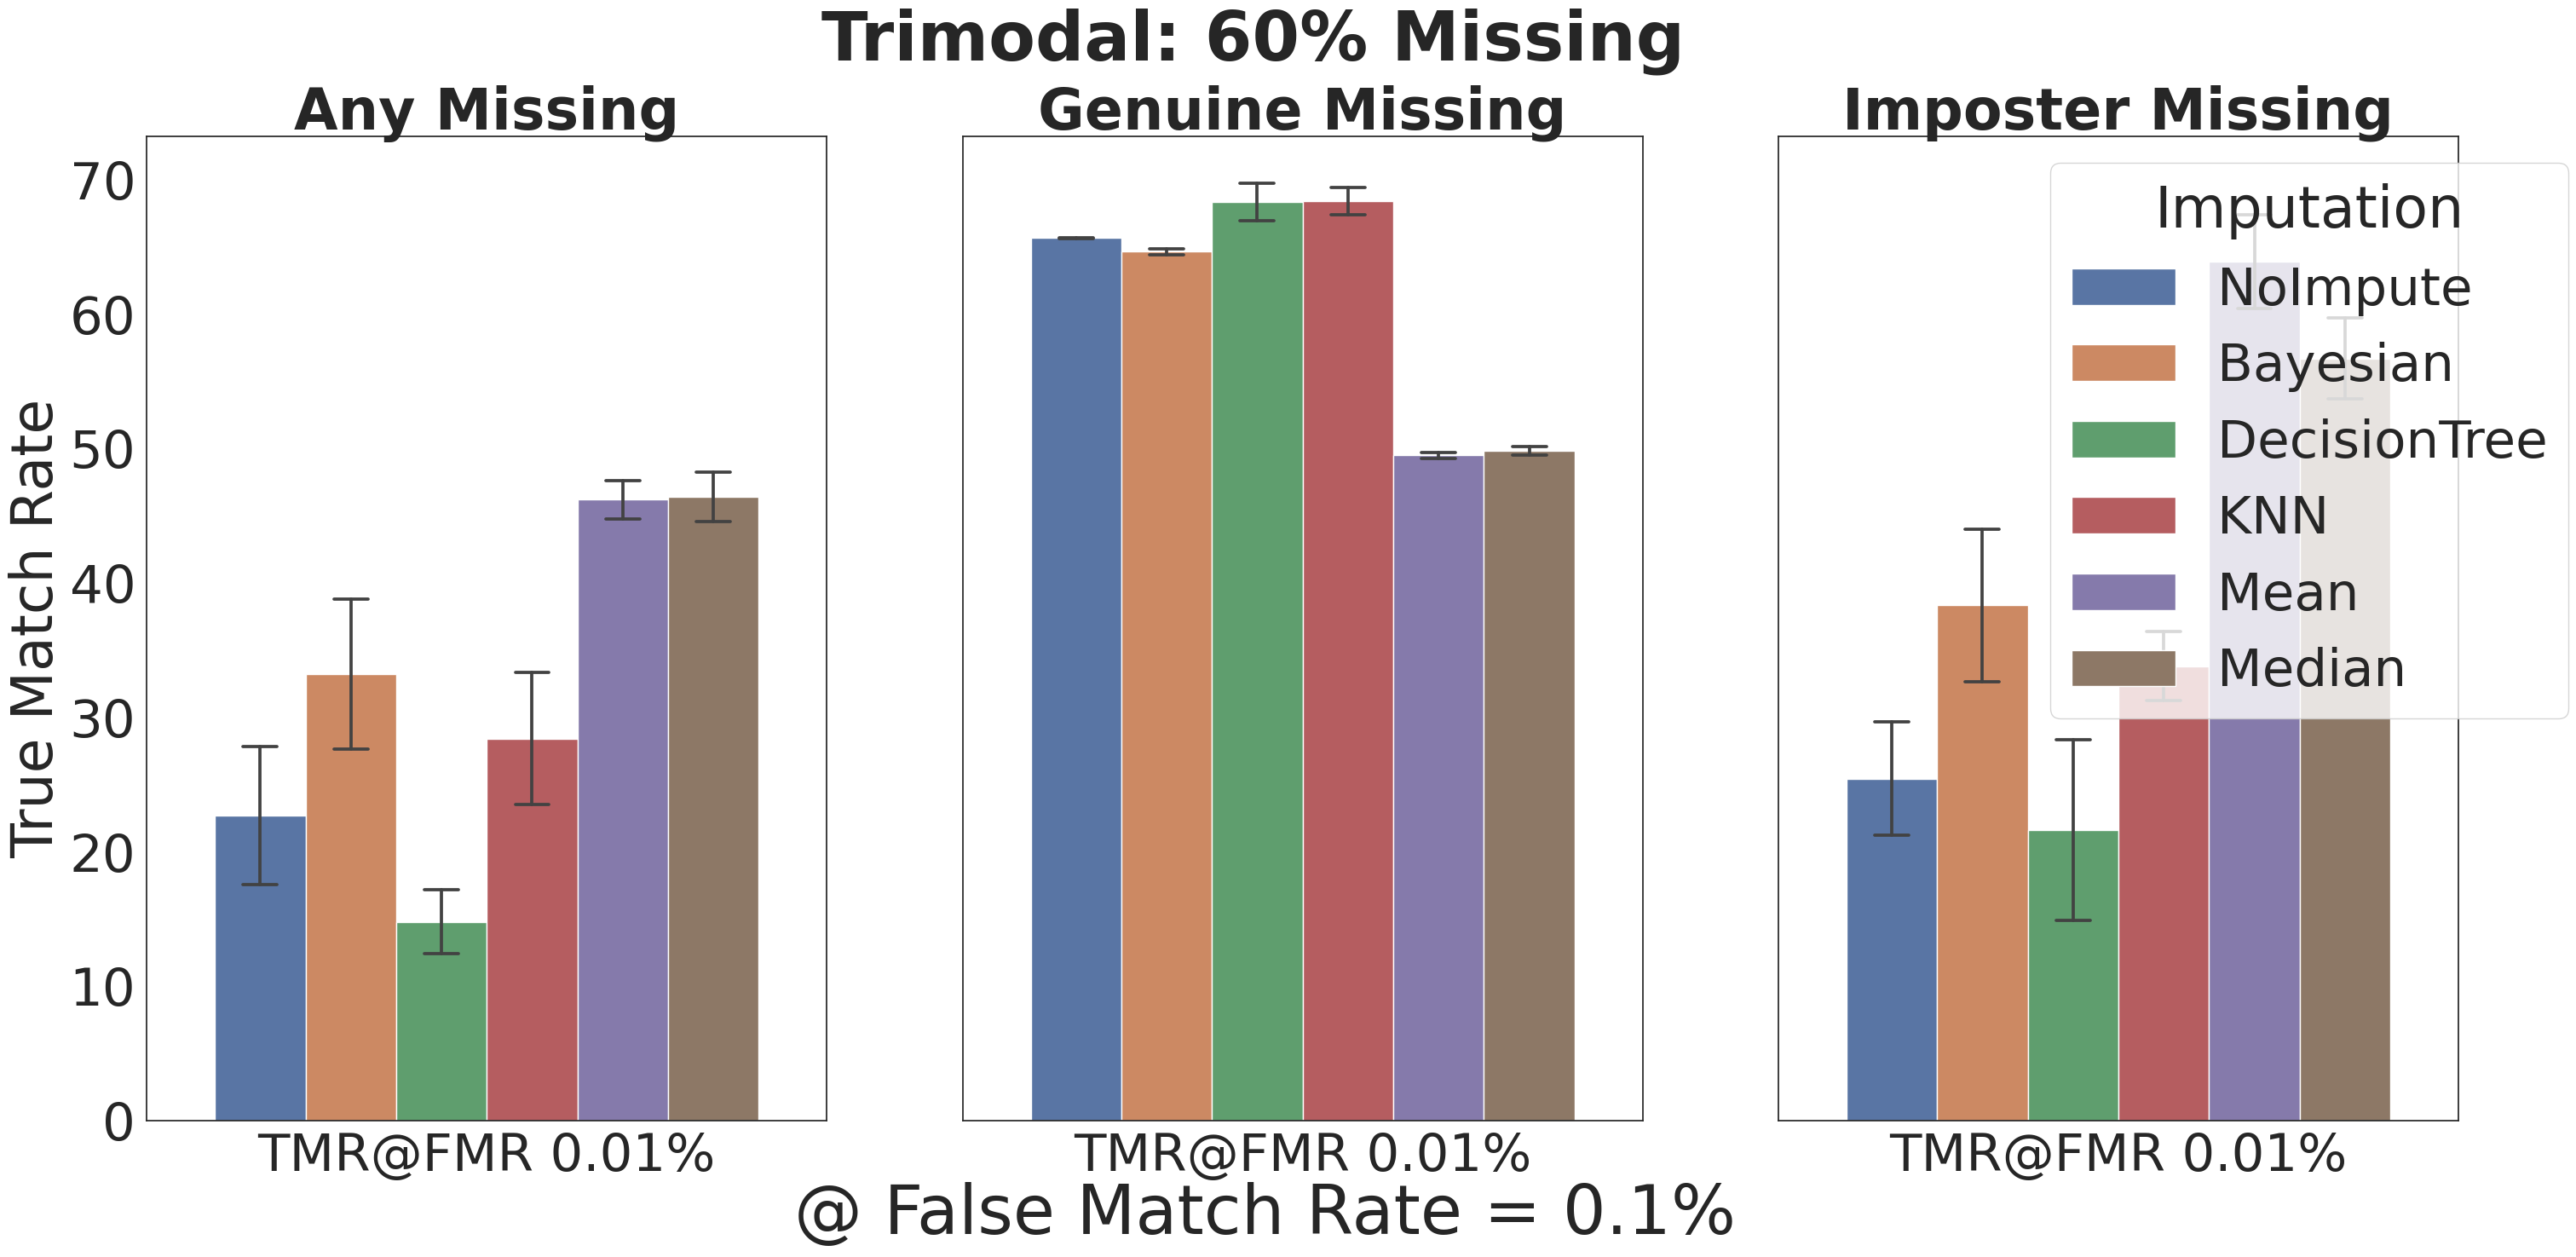 Trimodal: 60% Missing
Any Missing
Genuine Missing
Imposter Missing
True Match Rate
70
60
50
40
30
20
10
0
Imputation
NoImpute
Bayesian
DecisionTree
KNN
Mean
Median
TMR@FMR 0.01%
TMR@FMR 0.01%
TMR@FMR 0.01%
@ False Match Rate = 0.1%